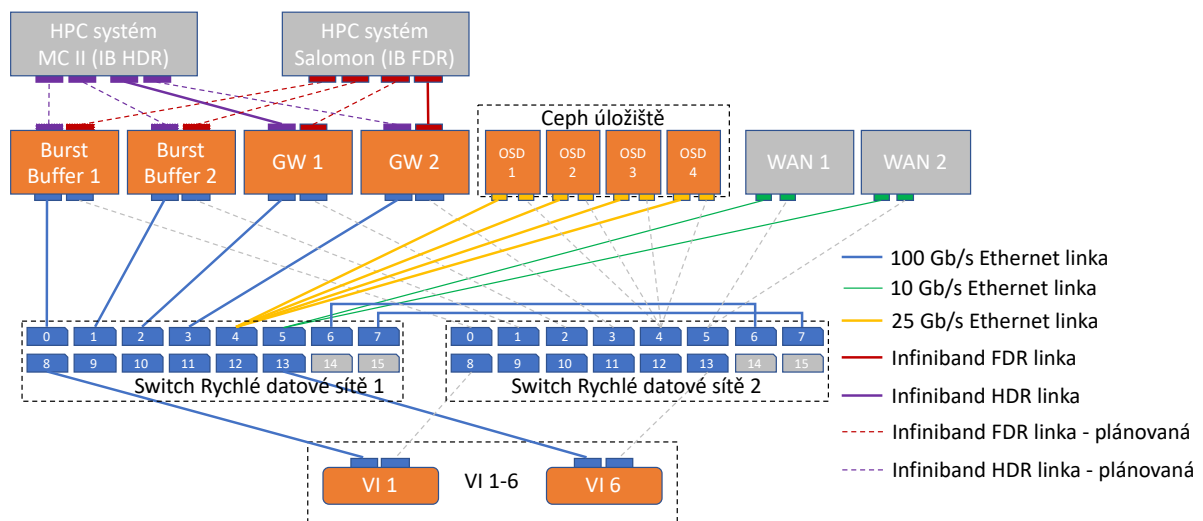 HPC systém
MC II (IB HDR)
HPC systém
Salomon (IB FDR)
Ceph úložiště
Burst
Buffer 1
Burst
Buffer 2
GW 1
GW 2
OSD
1
OSD
2
OSD
3
OSD
4
WAN 1
WAN 2
100 Gb/s Ethernet linka
10 Gb/s Ethernet linka
25 Gb/s Ethernet linka
Infiniband FDR linka
Infiniband HDR linka
Infiniband FDR linka - plánovaná
Infiniband HDR linka - plánovaná
0 1 2 3 4 5 6 7
8 9 10 11 12 13 14 15
Switch Rychlé datové sítě 1
0 1 2 3 4 5 6 7
8 9 10 11 12 13 14 15
Switch Rychlé datové sítě 2
VI 1
VI 1-6
VI 6